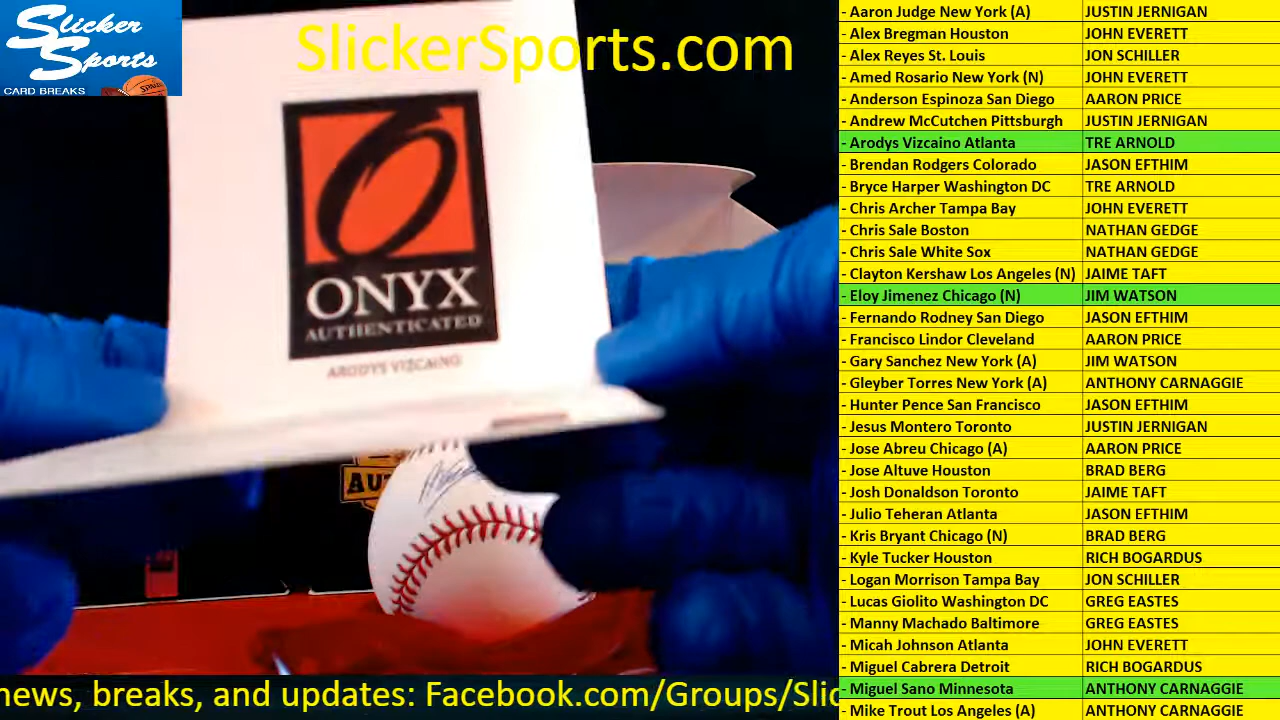 Slicker
Sports
CARD BREAKS
SlickerSports.com
ONYX
AUTHENTICATED
ARODYS VIZCAINO
AU
news, breaks, and updates: Facebook.com/Groups/Slic
- Aaron Judge New York (A) JUSTIN JERNIGAN
- Alex Bregman Houston JOHN EVERETT
- Alex Reyes St. Louis JON SCHILLER
- Amed Rosario New York (N) JOHN EVERETT
- Anderson Espinoza San Diego AARON PRICE
- Andrew McCutchen Pittsburgh JUSTIN JERNIGAN
- Arodys Vizcaino Atlanta TRE ARNOLD
- Brendan Rodgers Colorado JASON EFTHIM
- Bryce Harper Washington DC TRE ARNOLD
- Chris Archer Tampa Bay JOHN EVERETT
- Chris Sale Boston NATHAN GEDGE
- Chris Sale White Sox NATHAN GEDGE
- Clayton Kershaw Los Angeles (N) JAIME TAFT
- Eloy Jimenez Chicago (N) JIM WATSON
- Fernando Rodney San Diego JASON EFTHIM
- Francisco Lindor Cleveland AARON PRICE
- Gary Sanchez New York (A) JIM WATSON
- Gleyber Torres New York (A) ANTHONY CARNAGGIE
- Hunter Pence San Francisco JASON EFTHIM
- Jesus Montero Toronto JUSTIN JERNIGAN
- Jose Abreu Chicago (A) AARON PRICE
- Jose Altuve Houston BRAD BERG
- Josh Donaldson Toronto JAIME TAFT
- Julio Teheran Atlanta JASON EFTHIM
- Kris Bryant Chicago (N) BRAD BERG
- Kyle Tucker Houston RICH BOGARDUS
- Logan Morrison Tampa Bay JON SCHILLER
- Lucas Giolito Washington DC GREG EASTES
- Manny Machado Baltimore GREG EASTES
- Micah Johnson Atlanta JOHN EVERETT
- Miguel Cabrera Detroit RICH BOGARDUS
- Miguel Sano Minnesota ANTHONY CARNAGGIE
- Mike Trout Los Angeles (A) ANTHONY CARNAGGIE